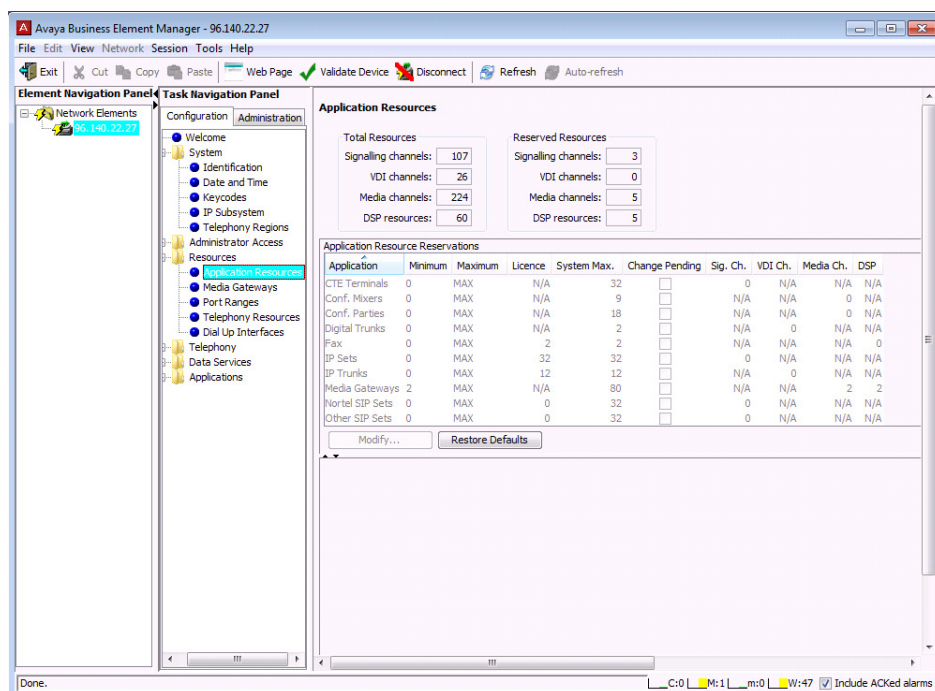 Avaya Business Element Manager - 96.140.22.27
File Edit View Network Session Tools Help
Exit Cut Copy Paste Web Page Validate Device Disconnect Refresh Auto-refresh
Element Navigation Panel
Network Elements
96.140.22.27
Task Navigation Panel
Configuration Administration
Welcome
System
Identification
Date and Time
Keycodes
IP Subsystem
Telephony Regions
Administrator Access
Resources
Application Resources
Media Gateways
Port Ranges
Telephony Resources
Dial Up Interfaces
Telephony
Data Services
Applications
Application Resources
Total Resources
Signalling channels: 107
VDI channels: 26
Media channels: 224
DSP resources: 60
Reserved Resources
Signalling channels: 3
VDI channels: 0
Media channels: 5
DSP resources: 5
Application Resource Reservations
Application Minimum Maximum Licence System Max. Change Pending Sig. Ch. VDI Ch. Media Ch. DSP
CTE Terminals 0 MAX N/A 32 0 N/A N/A N/A
Conf. Mixers 0 MAX N/A 9 N/A N/A 0 N/A
Conf. Parties 0 MAX N/A 18 N/A N/A 0 N/A
Digital Trunks 0 MAX N/A 2 N/A 0 N/A N/A
Fax 0 MAX 2 2 N/A N/A N/A 0
IP Sets 0 MAX 32 32 0 N/A N/A N/A
IP Trunks 0 MAX 12 12 N/A 0 N/A N/A
Media Gateways 2 MAX N/A 80 N/A N/A 2 2
Nortel SIP Sets 0 MAX 0 32 0 N/A N/A N/A
Other SIP Sets 0 MAX 0 32 0 N/A N/A N/A
Modify... Restore Defaults
Done.
C:0 M:1 m:0 W:47 Include ACKed alarms